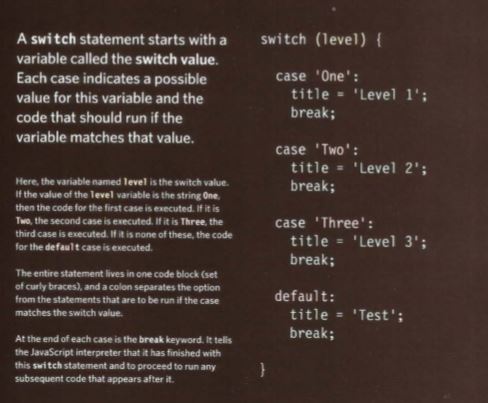 A switch statement starts with a
variable called the switch value.
Each case indicates a possible
value for this variable and the
code that should run if the
variable matches that value.
Here, the variable named level is the switch value.
If the value of the level variable is the string One,
then the code for the first case is executed. If it is
Two, the second case is executed. If it is Three, the
third case is executed. If it is none of these, the code
for the default case is executed.
The entire statement lives in one code block (set
of curly braces), and a colon separates the option
from the statements that are to be run if the case
matches the switch value.
At the end of each case is the break keyword. It tells
the JavaScript interpreter that it has finished with
this switch statement and to proceed to run any
subsequent code that appears after it.
switch (level) {
case 'One':
title = 'Level 1';
break;
case 'Two':
title = 'Level 2';
break;
case 'Three':
title = 'Level 3';
break;
default:
title = 'Test';
break;
}